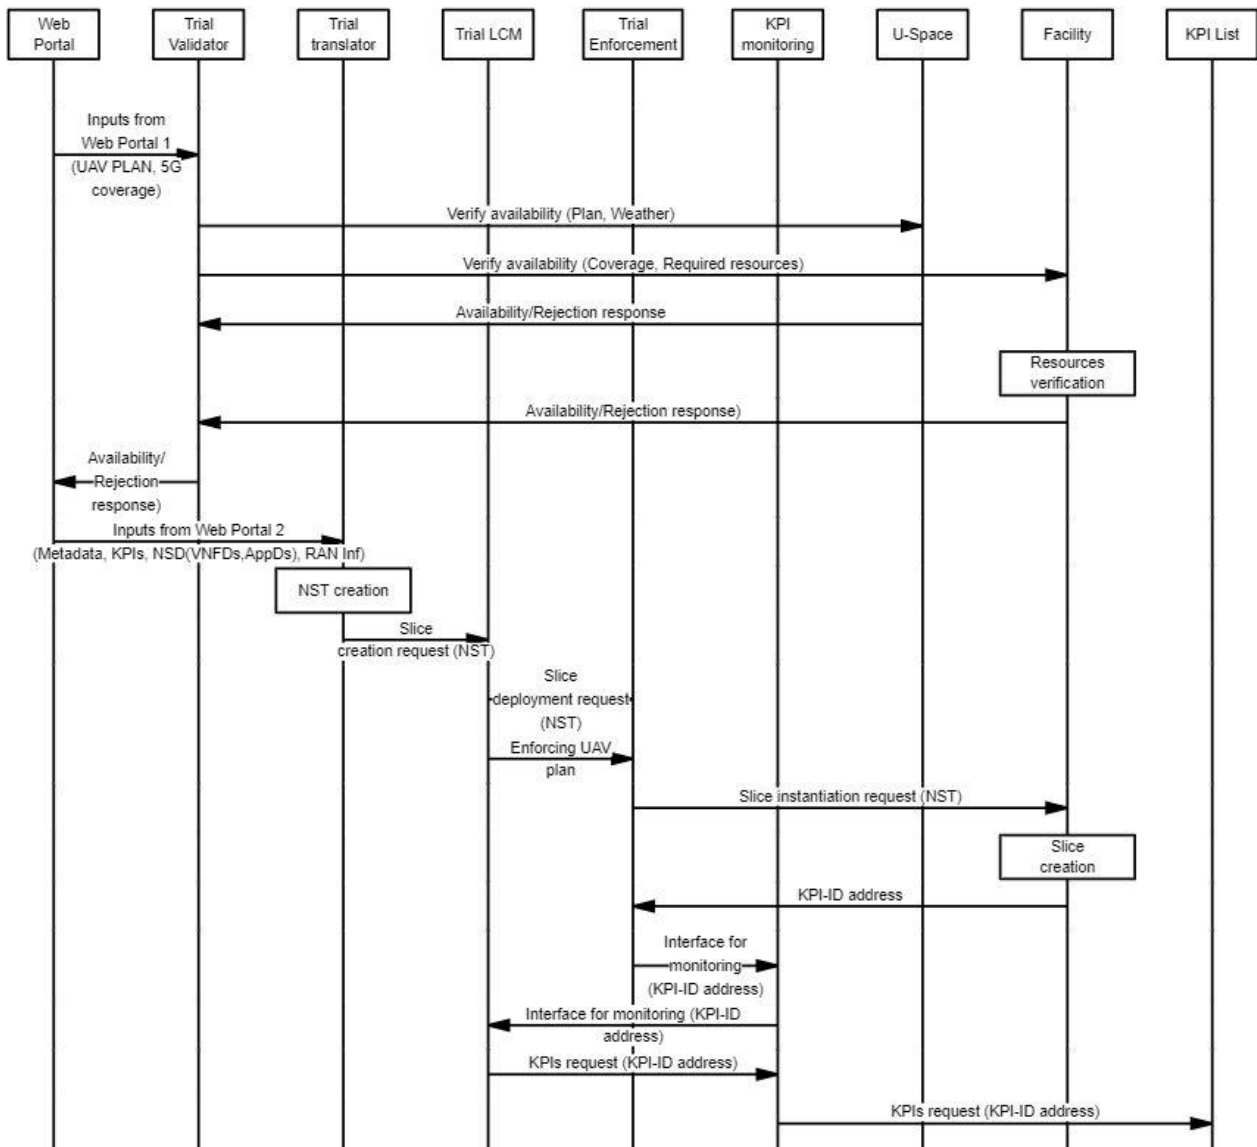 Web
Portal
Trial
Validator
Trial
translator
Trial LCM
Trial
Enforcement
KPI
monitoring
U-Space
Facility
KPI List
Inputs from
Web Portal 1
(UAV PLAN, 5G
coverage)
Verify availability (Plan, Weather)
Verify availability (Coverage, Required resources)
Availability/Rejection response
Resources
verification
Availability/Rejection response)
Availability/
Rejection
response)
Inputs from Web Portal 2
(Metadata, KPIs, NSD(VNFDs,AppDs), RAN Inf)
NST creation
Slice
creation request (NST)
Slice
deployment request
(NST)
Enforcing UAV
plan
Slice instantiation request (NST)
Slice
creation
KPI-ID address
Interface for
monitoring
(KPI-ID address)
Interface for monitoring (KPI-ID
address)
KPIs request (KPI-ID address)
KPIs request (KPI-ID address)